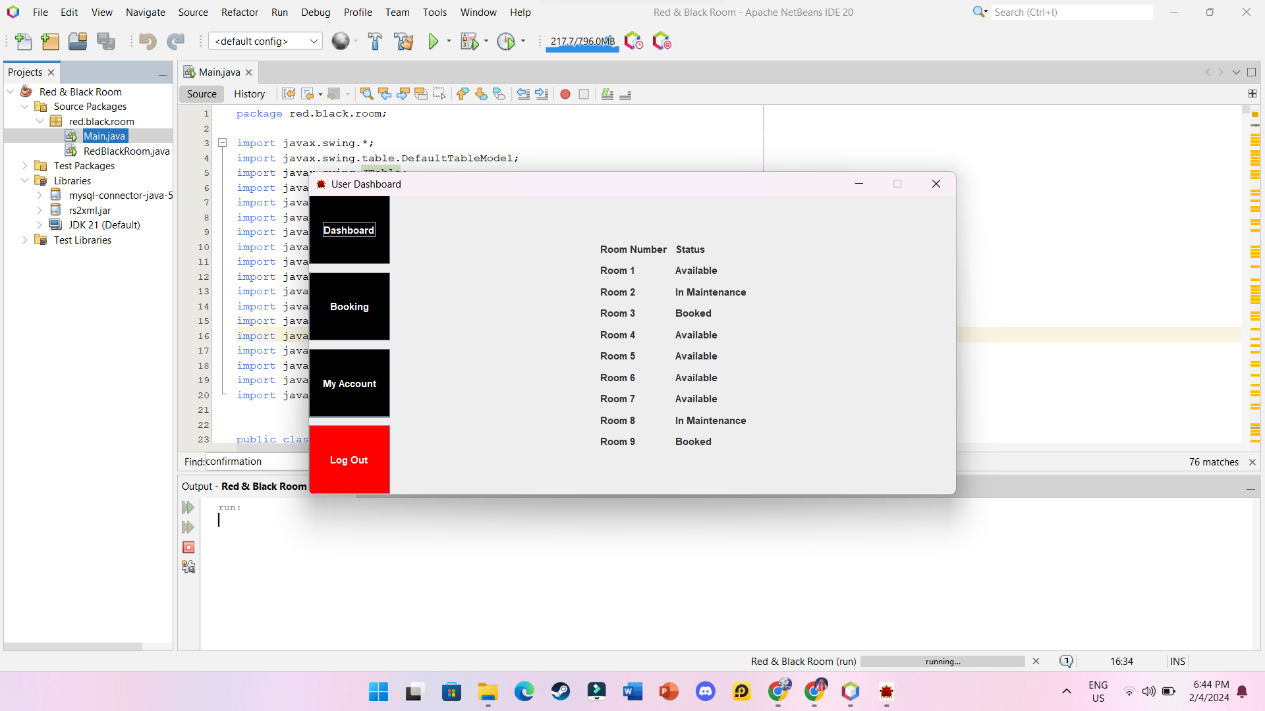 File Edit View Navigate Source Refactor Run Debug Profile Team Tools Window Help
Red & Black Room - Apache NetBeans IDE 20
Search (Ctrl+I)
<default config>
217.7/796.0MB
Projects
Red & Black Room
Source Packages
red.black.room
Main.java
RedBlackRoom.java
Test Packages
Libraries
mysql-connector-java-5
rs2xml.jar
JDK 21 (Default)
Test Libraries
Main.java
Source History
1 package red.black.room;
2
3 import javax.swing.*;
4 import javax.swing.table.DefaultTableModel;
5 import javax.swing.JTable;
6 import java
7 import java
8 import java
9 import java
10 import java
11 import java
12 import java
13 import java
14 import java
15 import java
16 import java
17 import java
18 import java
19 import java
20 import java
21
22
23 public clas
User Dashboard
Dashboard
Booking
My Account
Log Out
Room Number Status
Room 1 Available
Room 2 In Maintenance
Room 3 Booked
Room 4 Available
Room 5 Available
Room 6 Available
Room 7 Available
Room 8 In Maintenance
Room 9 Booked
Find: confirmation
76 matches
Output - Red & Black Room
run:
Red & Black Room (run)
running...
1
16:34
INS
ENG
US
6:44 PM
2/4/2024